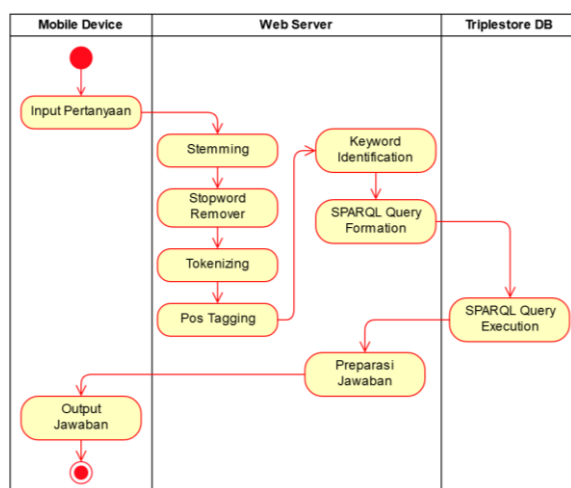 Mobile Device
Web Server
Triplestore DB
Input Pertanyaan
Stemming
Stopword
Remover
Tokenizing
Pos Tagging
Keyword
Identification
SPARQL Query
Formation
SPARQL Query
Execution
Preparasi
Jawaban
Output
Jawaban